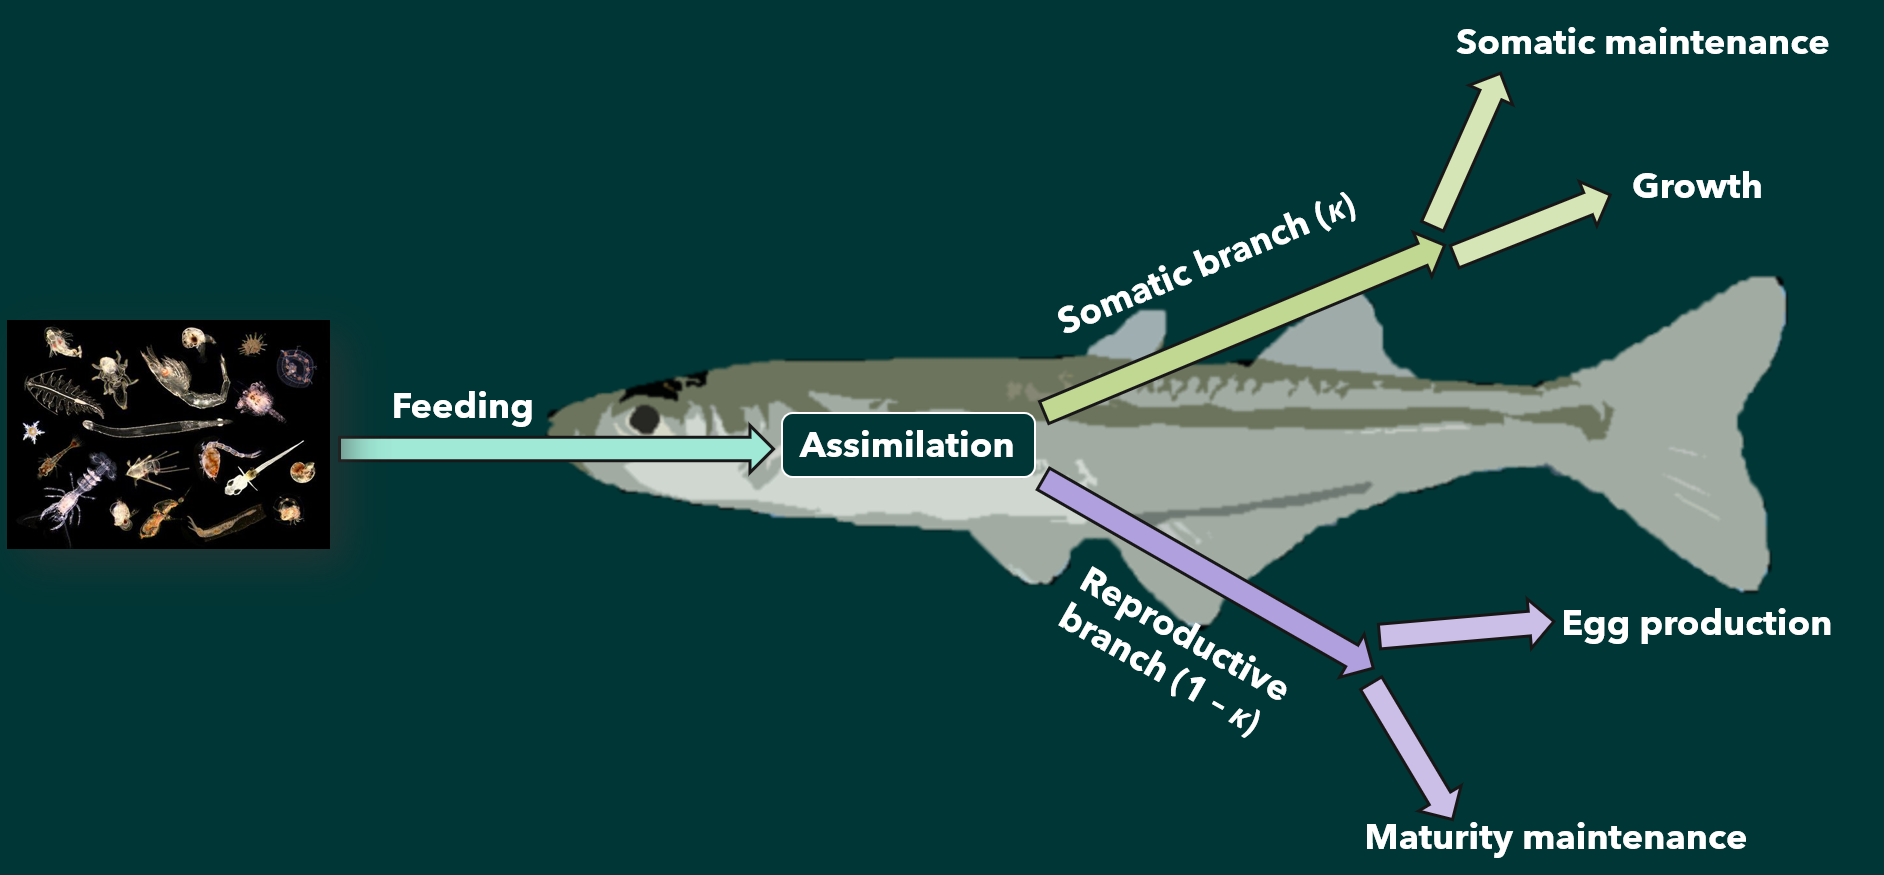 Somatic maintenance
Growth
Somatic branch (κ)
Feeding
Assimilation
Reproductive
branch (1 – κ)
Egg production
Maturity maintenance